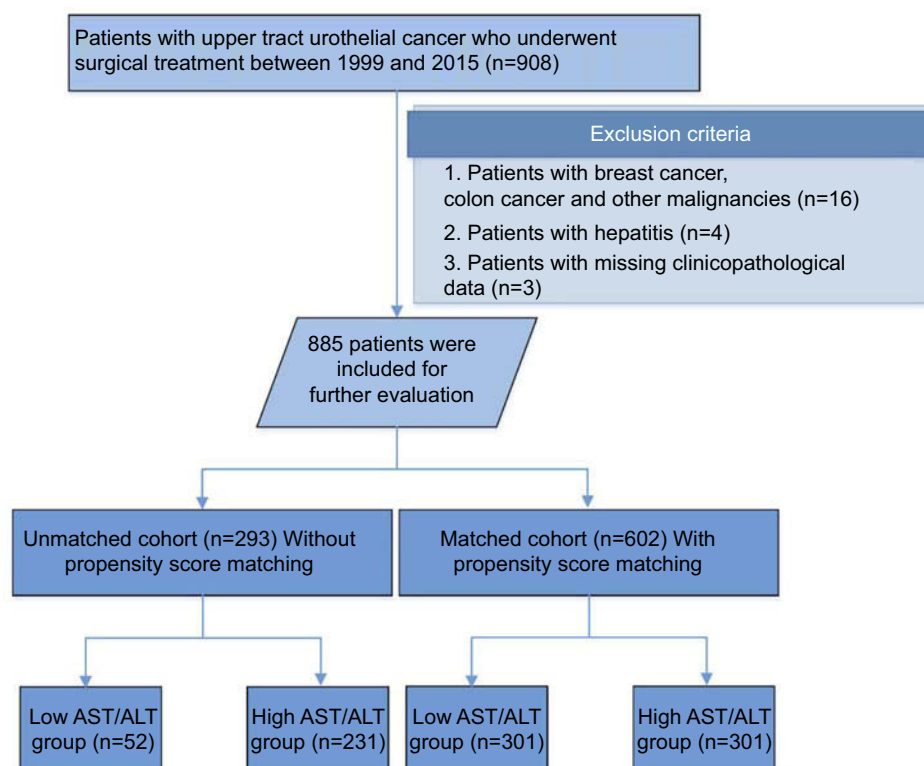 Patients with upper tract urothelial cancer who underwent
surgical treatment between 1999 and 2015 (n=908)
Exclusion criteria
1. Patients with breast cancer,
colon cancer and other malignancies (n=16)
2. Patients with hepatitis (n=4)
3. Patients with missing clinicopathological
data (n=3)
885 patients were
included for
further evaluation
Unmatched cohort (n=293) Without
propensity score matching
Matched cohort (n=602) With
propensity score matching
Low AST/ALT
group (n=52)
High AST/ALT
group (n=231)
Low AST/ALT
group (n=301)
High AST/ALT
group (n=301)